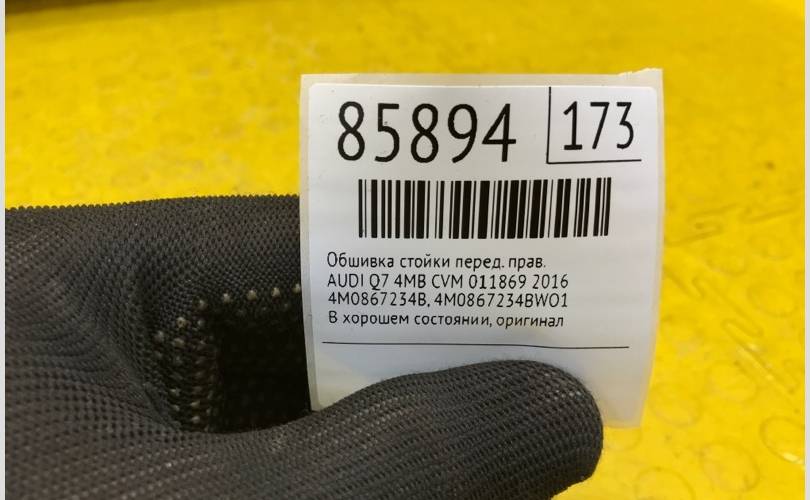 85894 173
Обшивка стойки перед. прав.
AUDI Q7 4MB CVM 011869 2016
4M0867234B, 4M0867234BWO1
В хорошем состоянии, оригинал